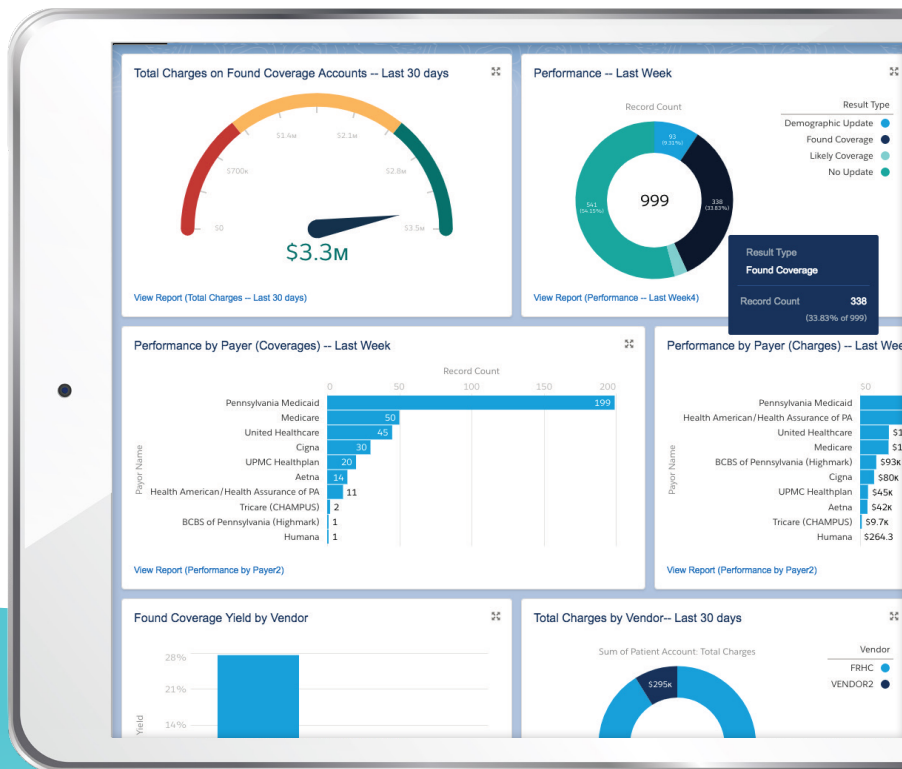 Total Charges on Found Coverage Accounts -- Last 30 days
$0
$700K
$1.4M
$2.1M
$2.8M
$3.5M
$3.3M
View Report (Total Charges -- Last 30 days)
Performance -- Last Week
Record Count
Result Type
Demographic Update
Found Coverage
Likely Coverage
No Update
93
(9.31%)
338
(33.83%)
541
(54.15%)
999
Result Type
Found Coverage
Record Count 338
(33.83% of 999)
View Report (Performance -- Last Week4)
Performance by Payer (Coverages) -- Last Week
Record Count
0 50 100 150 200
Payor Name
Pennsylvania Medicaid 199
Medicare 50
United Healthcare 45
Cigna 30
UPMC Healthplan 20
Aetna 14
Health American/Health Assurance of PA 11
Tricare (CHAMPUS) 2
BCBS of Pennsylvania (Highmark) 1
Humana 1
View Report (Performance by Payer2)
Performance by Payer (Charges) -- Last Wee
$0
Payor Name
Pennsylvania Medicaid
Health American/Health Assurance of PA
United Healthcare $1
Medicare $1
BCBS of Pennsylvania (Highmark) $93K
Cigna $80K
UPMC Healthplan $45K
Aetna $42K
Tricare (CHAMPUS) $9.7K
Humana $264.3
View Report (Performance by Payer2)
Found Coverage Yield by Vendor
28%
21%
14%
Yield
Total Charges by Vendor-- Last 30 days
Sum of Patient Account: Total Charges
Vendor
FRHC
VENDOR2
$295K